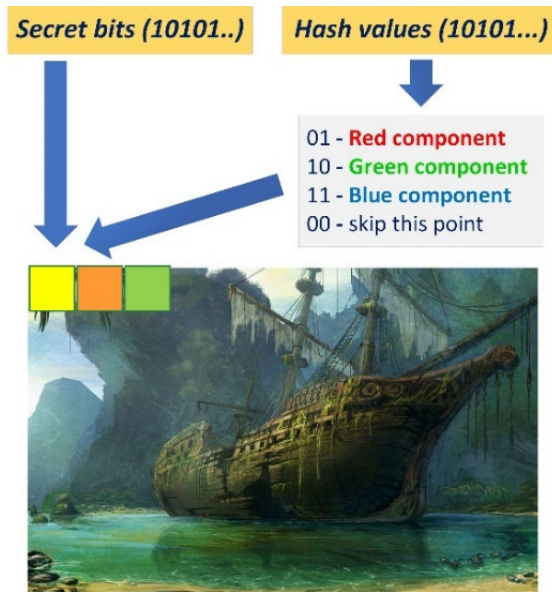 Secret bits (10101..)
Hash values (10101...)
01 - Red component
10 - Green component
11 - Blue component
00 - skip this point